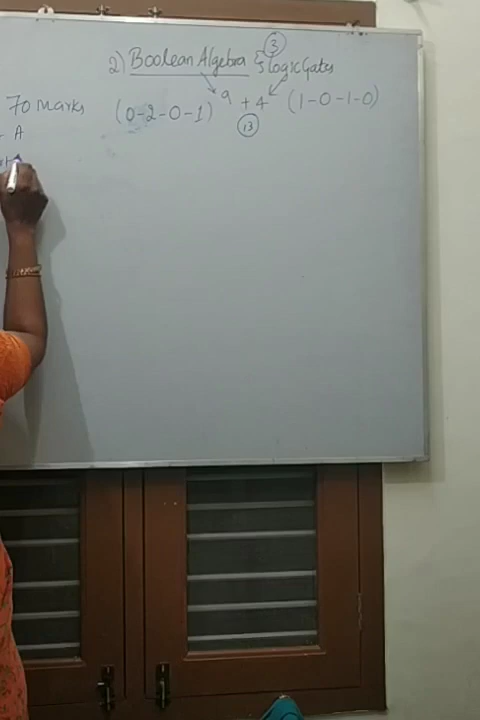 3
2) Boolean Algebra & Logic Gates
70 Marks
(0-2-0-1) 9 + 4 (1-0-1-0)
13
A